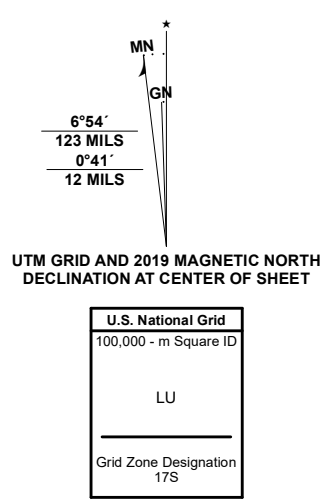 ★
MN
GN
6°54´
123 MILS
0°41´
12 MILS
UTM GRID AND 2019 MAGNETIC NORTH
DECLINATION AT CENTER OF SHEET
U.S. National Grid
100,000 - m Square ID
LU
Grid Zone Designation
17S